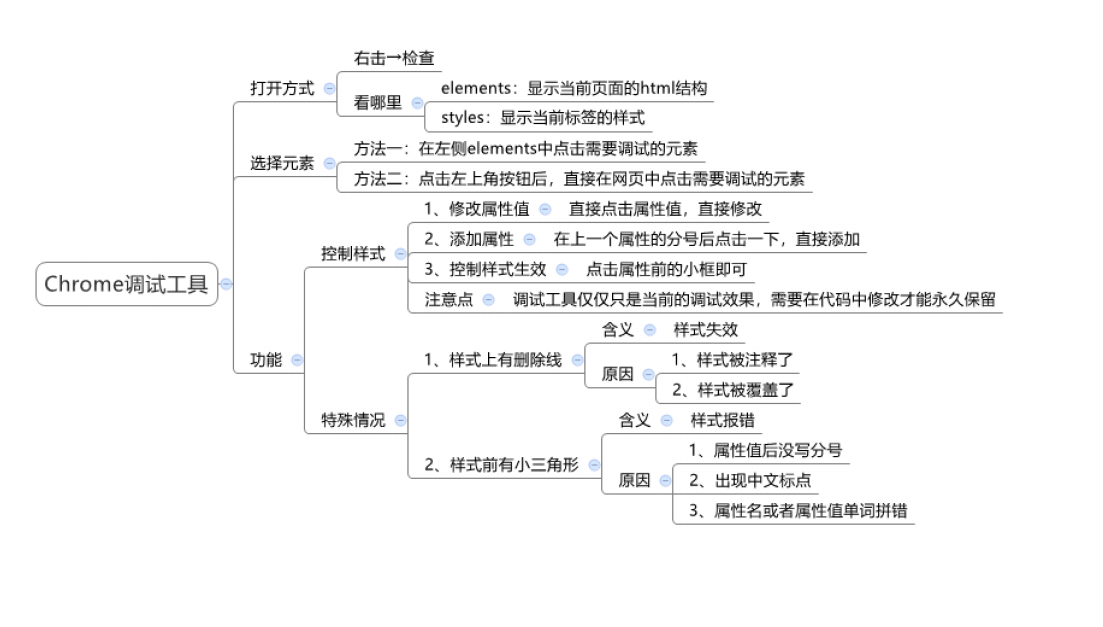 Chrome调试工具
打开方式
右击→检查
看哪里
elements：显示当前页面的html结构
styles：显示当前标签的样式
选择元素
方法一：在左侧elements中点击需要调试的元素
方法二：点击左上角按钮后，直接在网页中点击需要调试的元素
功能
控制样式
1、修改属性值
直接点击属性值，直接修改
2、添加属性
在上一个属性的分号后点击一下，直接添加
3、控制样式生效
点击属性前的小框即可
注意点
调试工具仅仅只是当前的调试效果，需要在代码中修改才能永久保留
特殊情况
1、样式上有删除线
含义
样式失效
原因
1、样式被注释了
2、样式被覆盖了
2、样式前有小三角形
含义
样式报错
原因
1、属性值后没写分号
2、出现中文标点
3、属性名或者属性值单词拼错